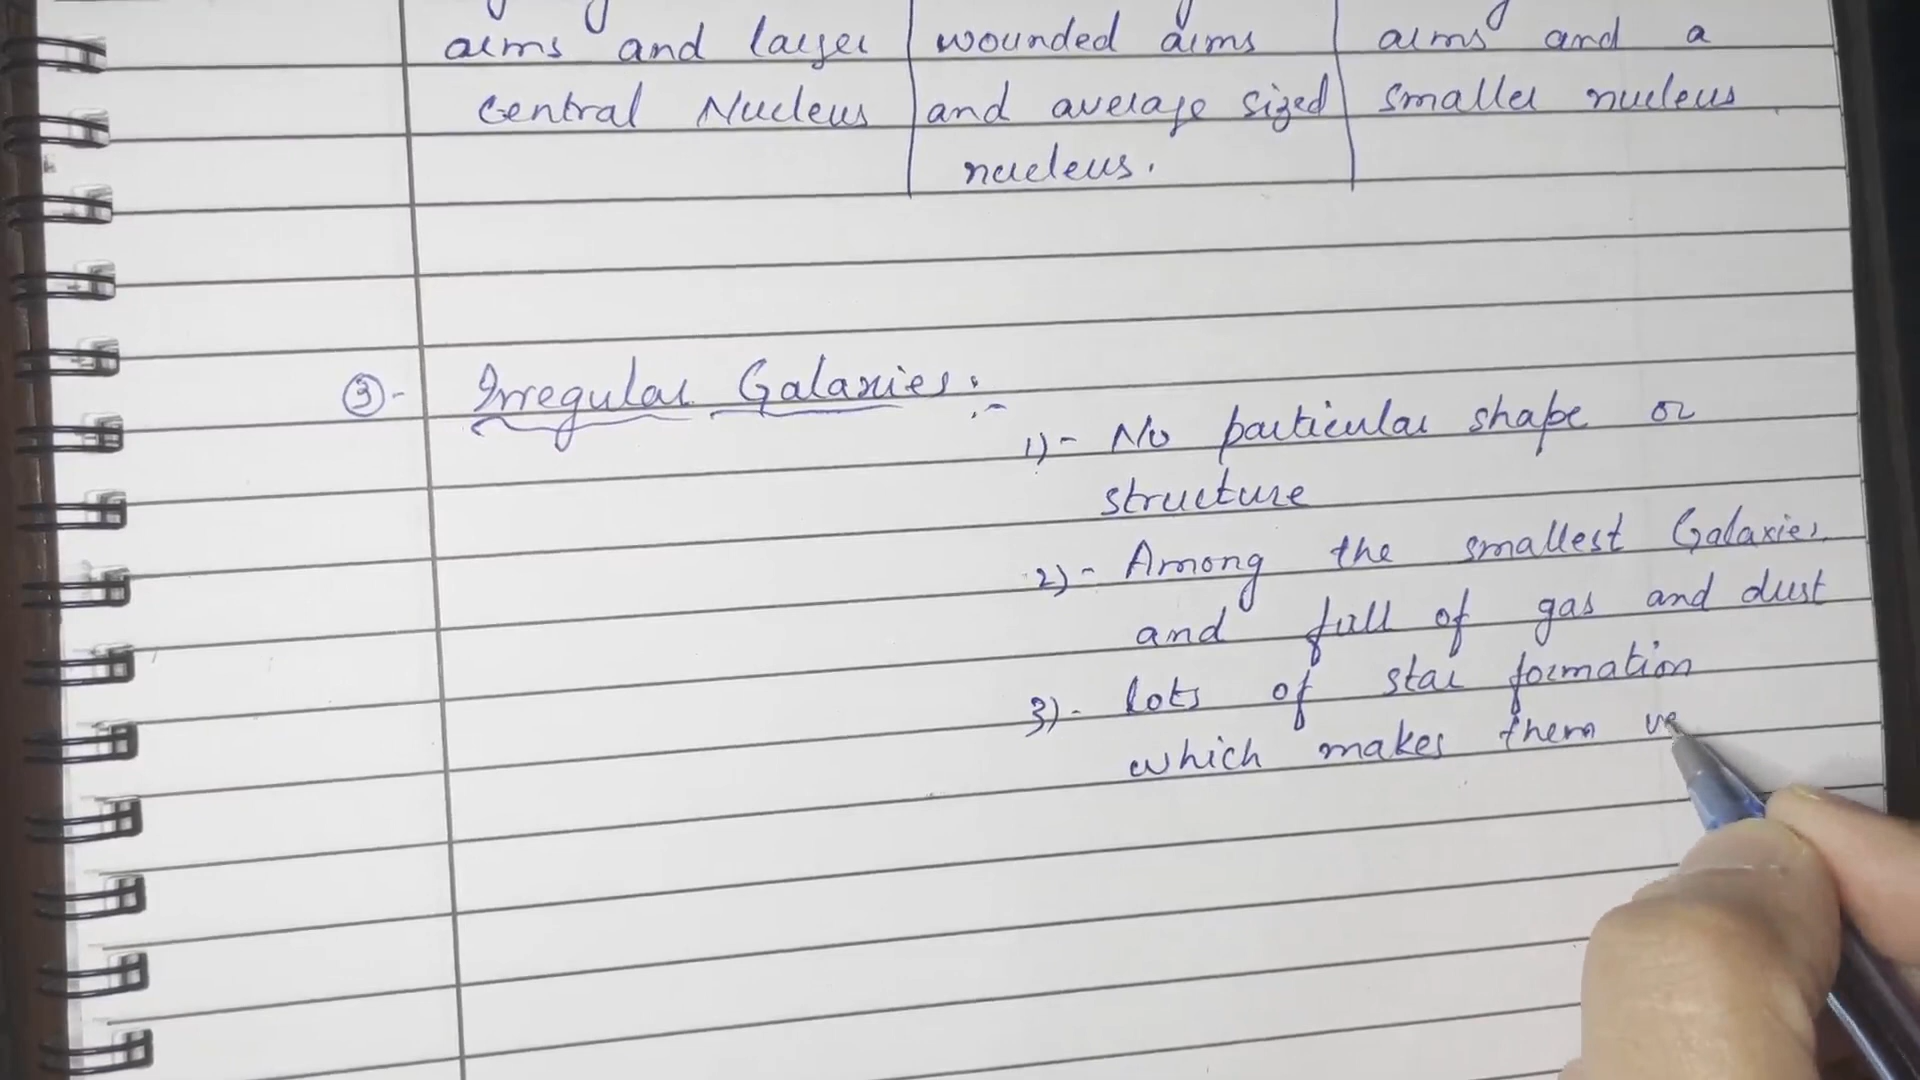 arms and larger
Central Nucleus
wounded arms
and average sized
nucleus.
arms and a
smaller nucleus
3- Irregular Galaxies:-
1)- No particular shape or
structure
2)- Among the smallest Galaxies
and full of gas and dust
3)- Lots of star formation
which makes them ve